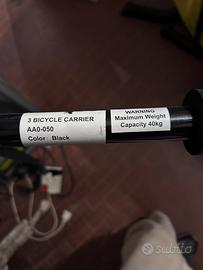 3 BICYCLE CARRIER
AA0-050
Color: Black
WARNING
Maximum Weight
Capacity 40kg
subito